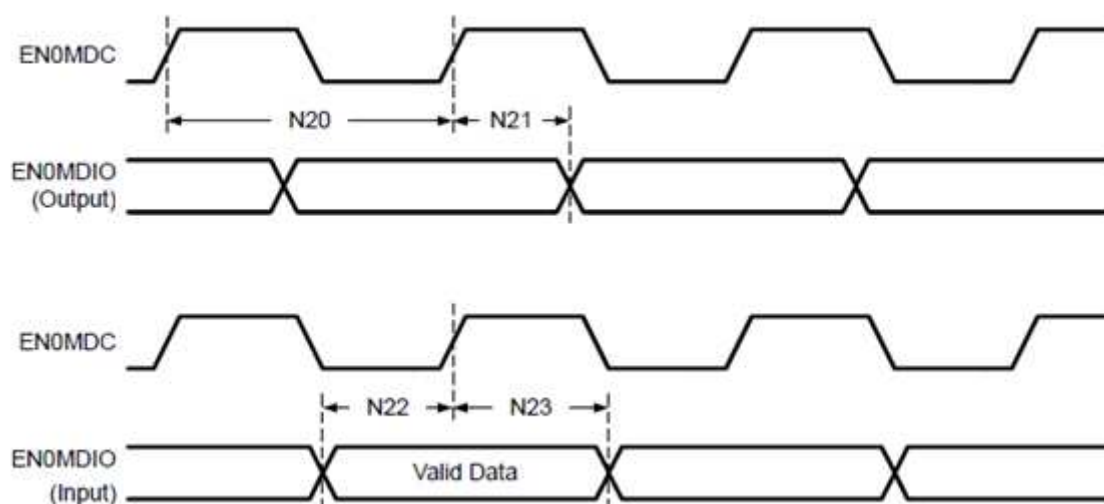 EN0MDC
N20
N21
EN0MDIO
(Output)
EN0MDC
N22
N23
EN0MDIO
(Input)
Valid Data